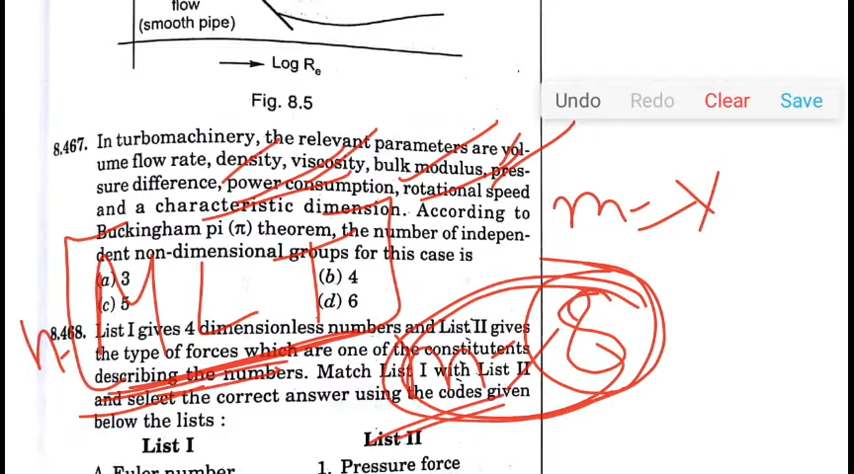 flow
(smooth pipe)
Log Re
Fig. 8.5
Undo Redo Clear Save
8.467. In turbomachinery, the relevant parameters are vol-
ume flow rate, density, viscosity, bulk modulus, pres-
sure difference, power consumption, rotational speed
and a characteristic dimension. According to
Buckingham pi (π) theorem, the number of indepen-
dent non-dimensional groups for this case is
(a) 3 (b) 4
(c) 5 (d) 6
M L T
8.468. List I gives 4 dimensionless numbers and List II gives
the type of forces which are one of the constitutents
describing the numbers. Match List I with List II
and select the correct answer using the codes given
below the lists :
List I List II
A. Euler number 1. Pressure force
m =
n = 8